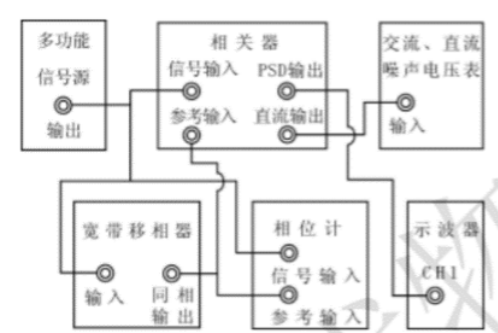 多功能
信号源
输出
相关器
信号输入 PSD输出
参考输入 直流输出
交流、直流
噪声电压表
输入
宽带移相器
输入 同相
输出
相位计
信号输入
参考输入
示波器
CH1